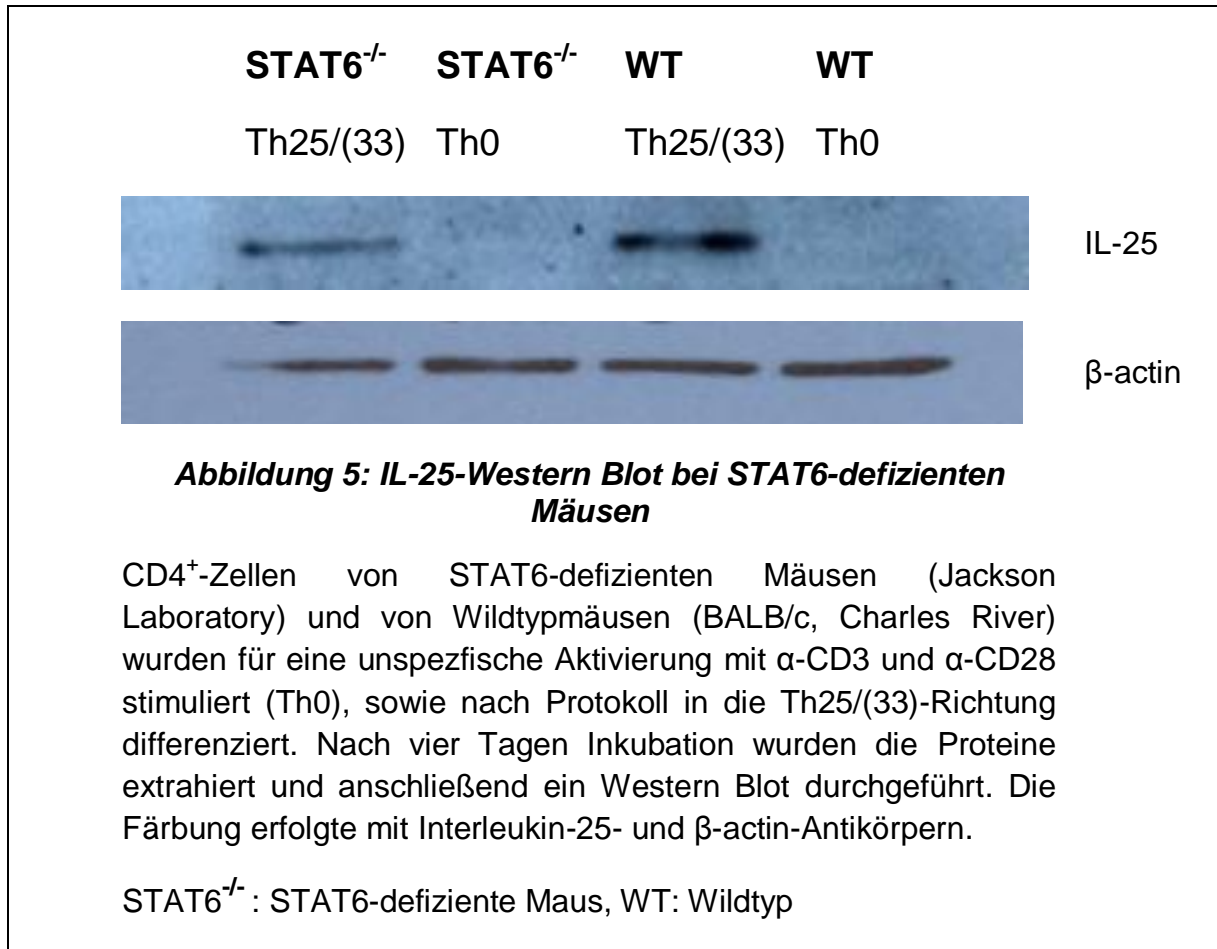 STAT6-/- STAT6-/- WT WT
Th25/(33) Th0 Th25/(33) Th0
IL-25
β-actin
Abbildung 5: IL-25-Western Blot bei STAT6-defizienten
Mäusen
CD4+-Zellen von STAT6-defizienten Mäusen (Jackson
Laboratory) und von Wildtypmäusen (BALB/c, Charles River)
wurden für eine unspezfische Aktivierung mit α-CD3 und α-CD28
stimuliert (Th0), sowie nach Protokoll in die Th25/(33)-Richtung
differenziert. Nach vier Tagen Inkubation wurden die Proteine
extrahiert und anschließend ein Western Blot durchgeführt. Die
Färbung erfolgte mit Interleukin-25- und β-actin-Antikörpern.
STAT6-/- : STAT6-defiziente Maus, WT: Wildtyp